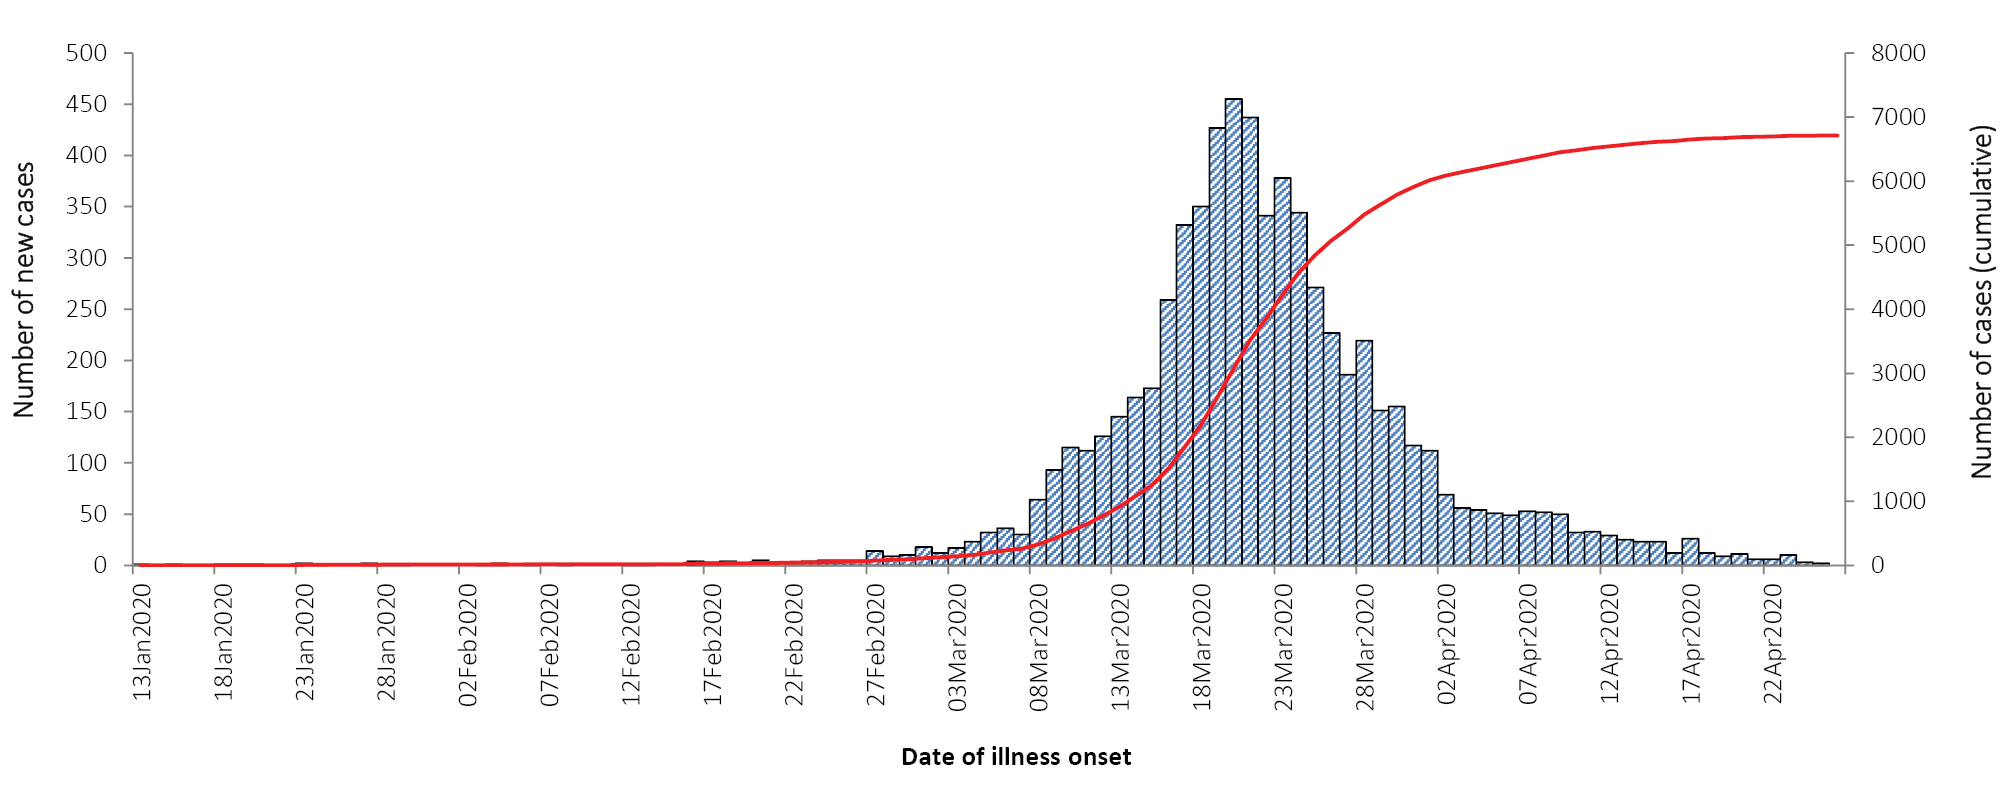 500
450
400
350
300
250
200
150
100
50
0
Number of new cases
8000
7000
6000
5000
4000
3000
2000
1000
0
Number of cases (cumulative)
13Jan2020
18Jan2020
23Jan2020
28Jan2020
02Feb2020
07Feb2020
12Feb2020
17Feb2020
22Feb2020
27Feb2020
03Mar2020
08Mar2020
13Mar2020
18Mar2020
23Mar2020
28Mar2020
02Apr2020
07Apr2020
12Apr2020
17Apr2020
22Apr2020
Date of illness onset